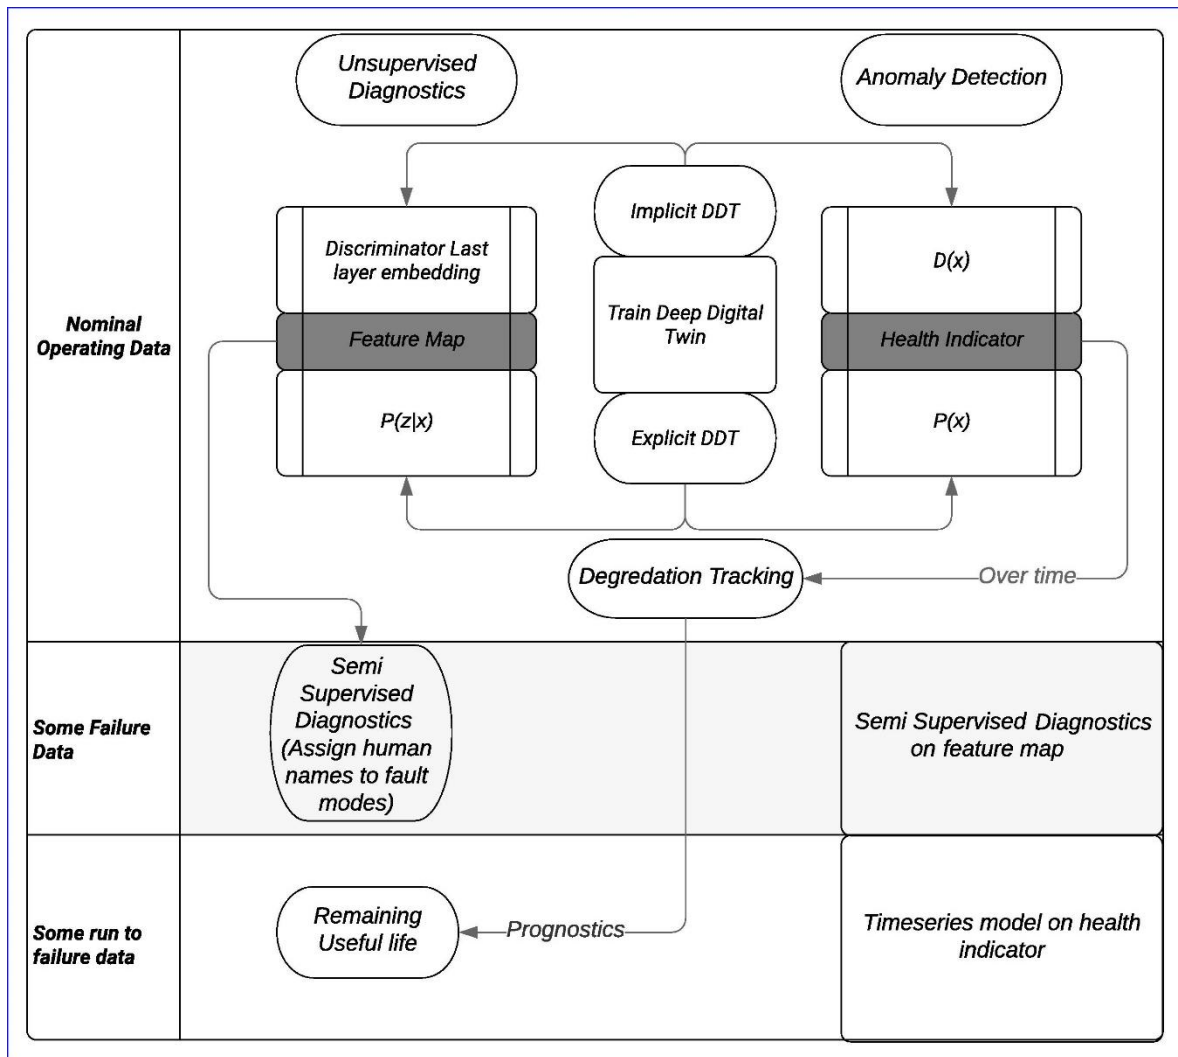 Unsupervised
Diagnostics
Anomaly Detection
Implicit DDT
Discriminator Last
layer embedding
D(x)
Train Deep Digital
Twin
Nominal
Operating Data
Feature Map
Health Indicator
P(z|x)
Explicit DDT
P(x)
Degredation Tracking
Over time
Semi
Supervised
Diagnostics
(Assign human
names to fault
modes)
Some Failure
Data
Semi Supervised Diagnostics
on feature map
Some run to
failure data
Remaining
Useful life
Prognostics
Timeseries model on health
indicator